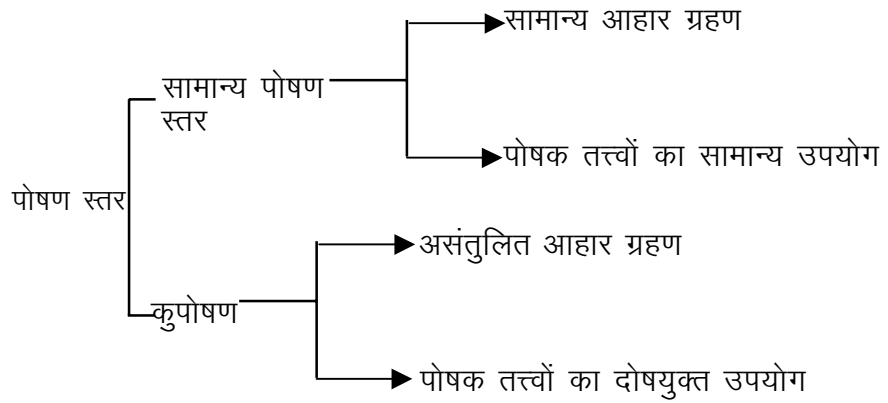 सामान्य आहार ग्रहण
सामान्य पोषण
स्तर
पोषक तत्त्वों का सामान्य उपयोग
पोषण स्तर
असंतुलित आहार ग्रहण
कुपोषण
पोषक तत्त्वों का दोषयुक्त उपयोग